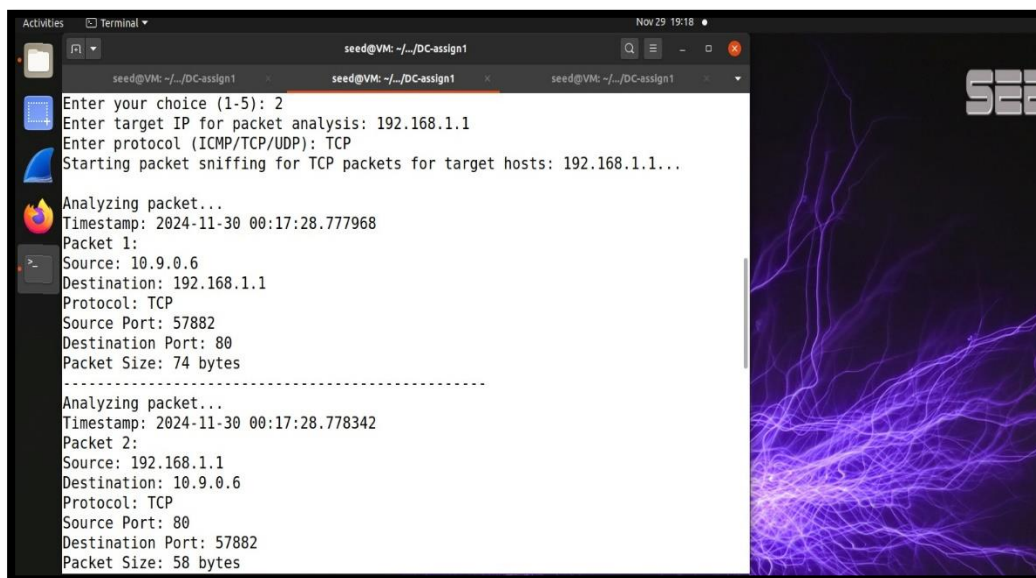 Activities Terminal Nov 29 19:18
seed@VM: ~/.../DC-assign1
seed@VM: ~/.../DC-assign1 seed@VM: ~/.../DC-assign1 seed@VM: ~/.../DC-assign1
Enter your choice (1-5): 2
Enter target IP for packet analysis: 192.168.1.1
Enter protocol (ICMP/TCP/UDP): TCP
Starting packet sniffing for TCP packets for target hosts: 192.168.1.1...
Analyzing packet...
Timestamp: 2024-11-30 00:17:28.777968
Packet 1:
Source: 10.9.0.6
Destination: 192.168.1.1
Protocol: TCP
Source Port: 57882
Destination Port: 80
Packet Size: 74 bytes
--------------------------------------------------
Analyzing packet...
Timestamp: 2024-11-30 00:17:28.778342
Packet 2:
Source: 192.168.1.1
Destination: 10.9.0.6
Protocol: TCP
Source Port: 80
Destination Port: 57882
Packet Size: 58 bytes